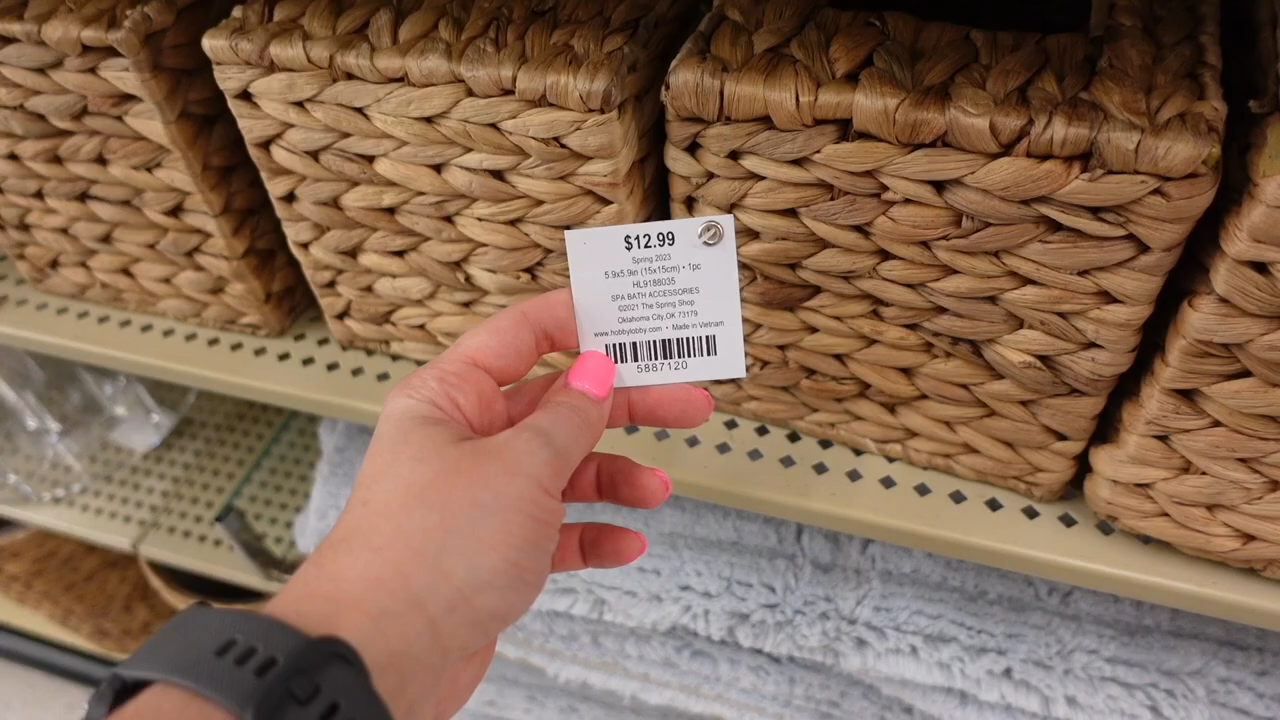 $12.99
Spring 2023
5.9x5.9in (15x15cm) • 1pc
HL9188035
SPA BATH ACCESSORIES
©2021 The Spring Shop
Oklahoma City,OK 73179
www.hobbylobby.com • Made in Vietnam
5887120